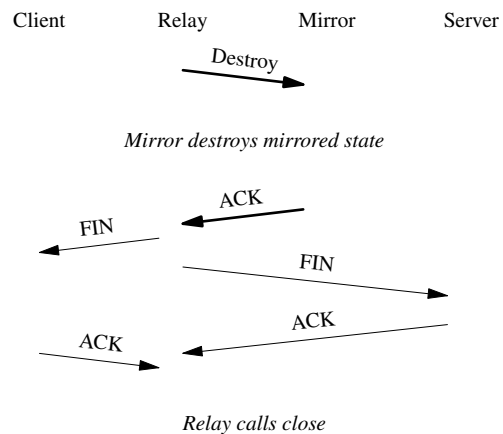 Client Relay Mirror Server
Destroy
Mirror destroys mirrored state
ACK
FIN
FIN
ACK
ACK
Relay calls close